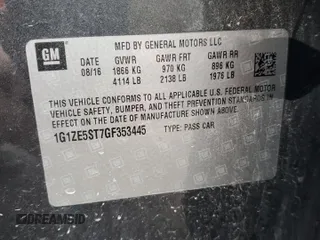 GM
MFD BY GENERAL MOTORS LLC
DATE GVWR GAWR FRT GAWR RR
08/16 1866 KG 970 KG 896 KG
4114 LB 2138 LB 1976 LB
THIS VEHICLE CONFORMS TO ALL APPLICABLE U.S. FEDERAL MOTOR
VEHICLE SAFETY, BUMPER, AND THEFT PREVENTION STANDARDS IN
EFFECT ON THE DATE OF MANUFACTURE SHOWN ABOVE.
1G1ZE5ST7GF353445 TYPE: PASS CAR
© DREAMSID